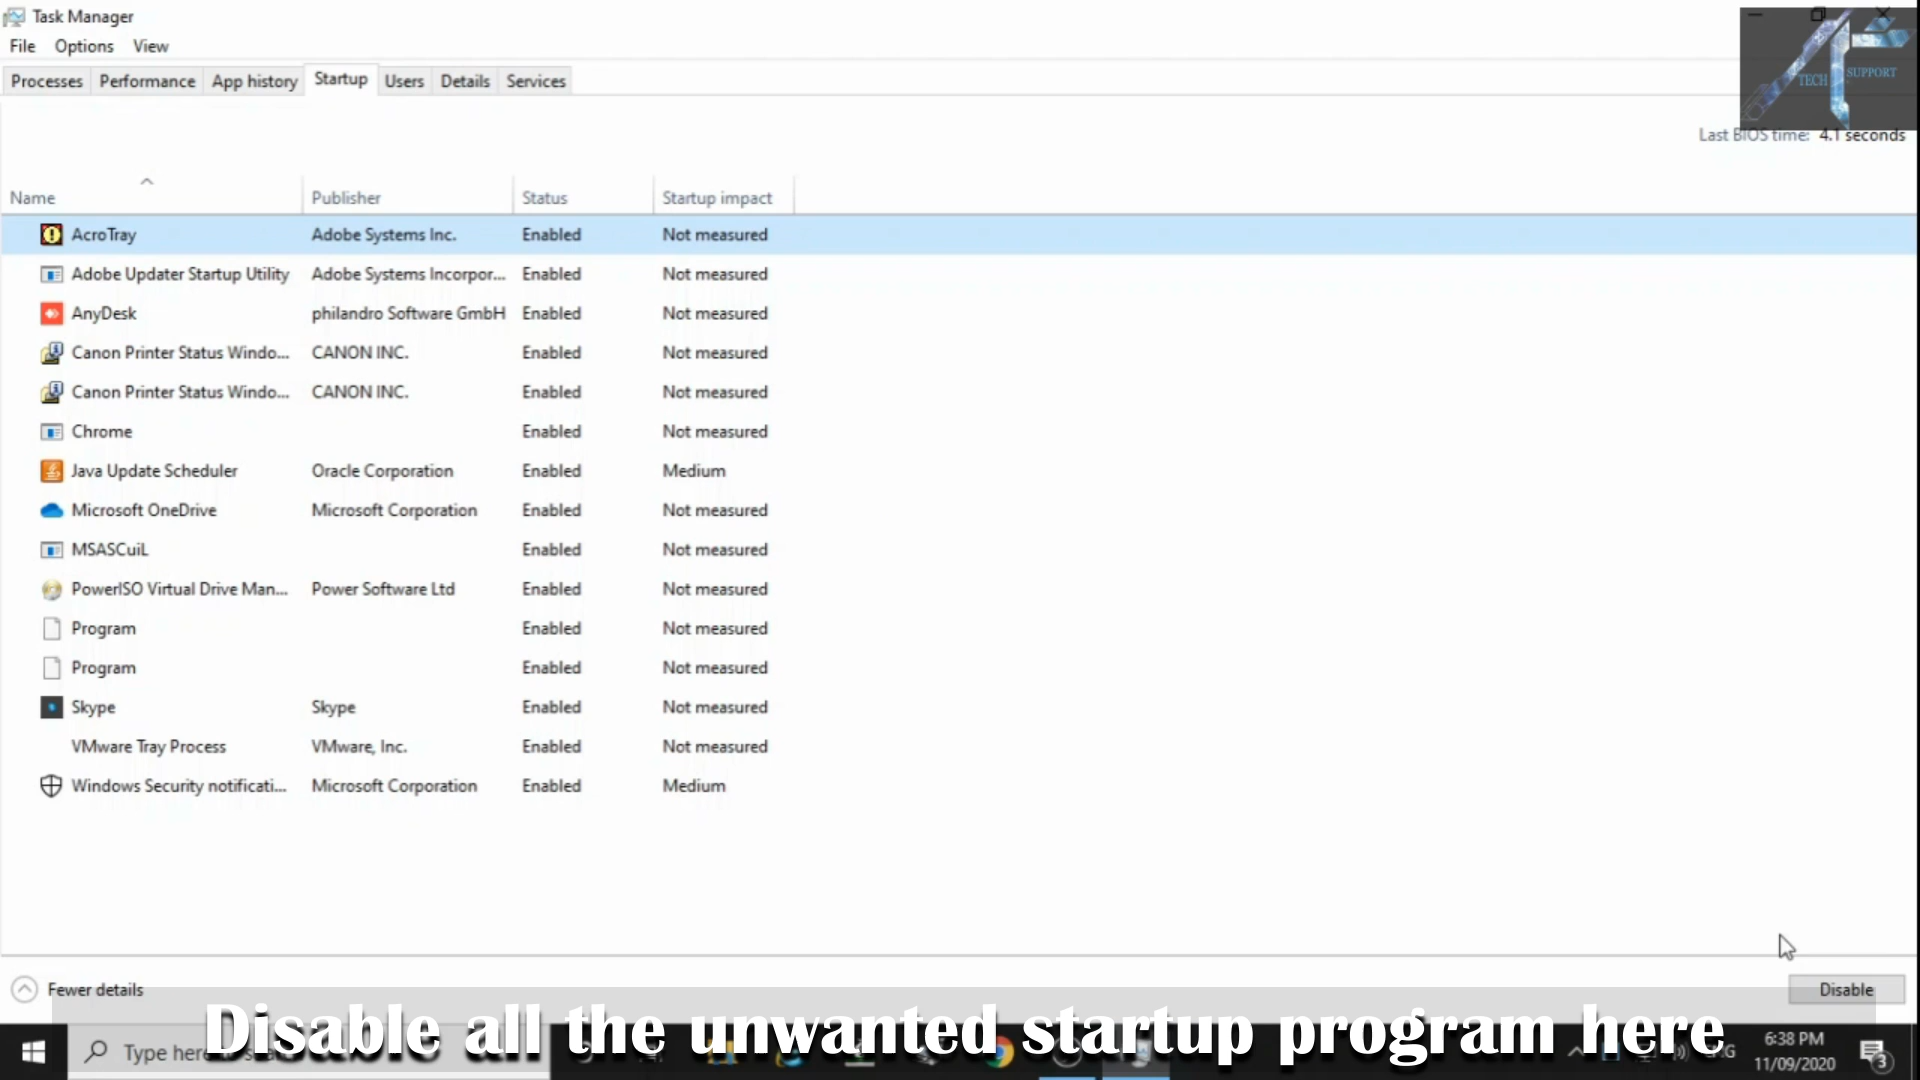 Task Manager
File Options View
Processes Performance App history Startup Users Details Services
TECH SUPPORT
Last BIOS time: 4.1 seconds
Name Publisher Status Startup impact
AcroTray Adobe Systems Inc. Enabled Not measured
Adobe Updater Startup Utility Adobe Systems Incorpor... Enabled Not measured
AnyDesk philandro Software GmbH Enabled Not measured
Canon Printer Status Windo... CANON INC. Enabled Not measured
Canon Printer Status Windo... CANON INC. Enabled Not measured
Chrome Enabled Not measured
Java Update Scheduler Oracle Corporation Enabled Medium
Microsoft OneDrive Microsoft Corporation Enabled Not measured
MSASCuiL Enabled Not measured
PowerISO Virtual Drive Man... Power Software Ltd Enabled Not measured
Program Enabled Not measured
Program Enabled Not measured
Skype Skype Enabled Not measured
VMware Tray Process VMware, Inc. Enabled Not measured
Windows Security notificati... Microsoft Corporation Enabled Medium
Fewer details Disable
Disable all the unwanted startup program here
Type here
6:38 PM
11/09/2020
3